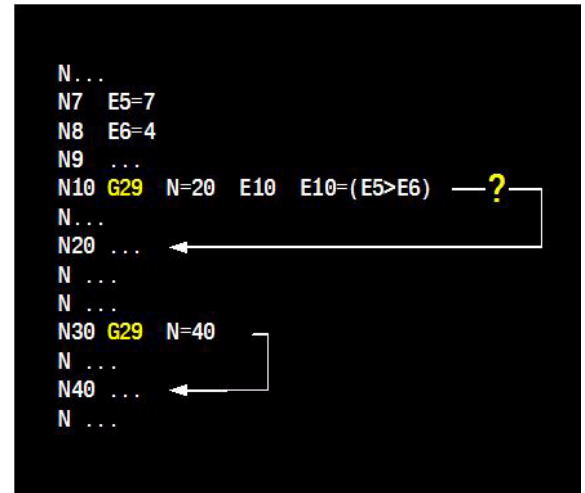 N...
N7 E5=7
N8 E6=4
N9 ...
N10 G29 N=20 E10 E10=(E5>E6) ?
N...
N20 ...
N ...
N ...
N30 G29 N=40
N ...
N40 ...
N ...